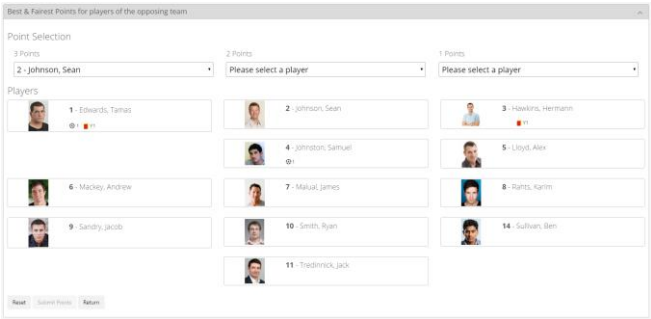 Best & Fairest Points for players of the opposing team
Point Selection
3 Points 2 Points 1 Points
2 - Johnson, Sean Please select a player Please select a player
Players
1 - Edwards, Tamas 2 - Johnson, Sean 3 - Hawkins, Hermann
1
4 - Johnston, Samuel 5 - Lloyd, Alex
1
6 - Mackey, Andrew 7 - Malual, James 8 - Rahts, Karim
9 - Sandry, Jacob 10 - Smith, Ryan 14 - Sullivan, Ben
11 - Tredinnick, Jack
Reset Submit Points Return